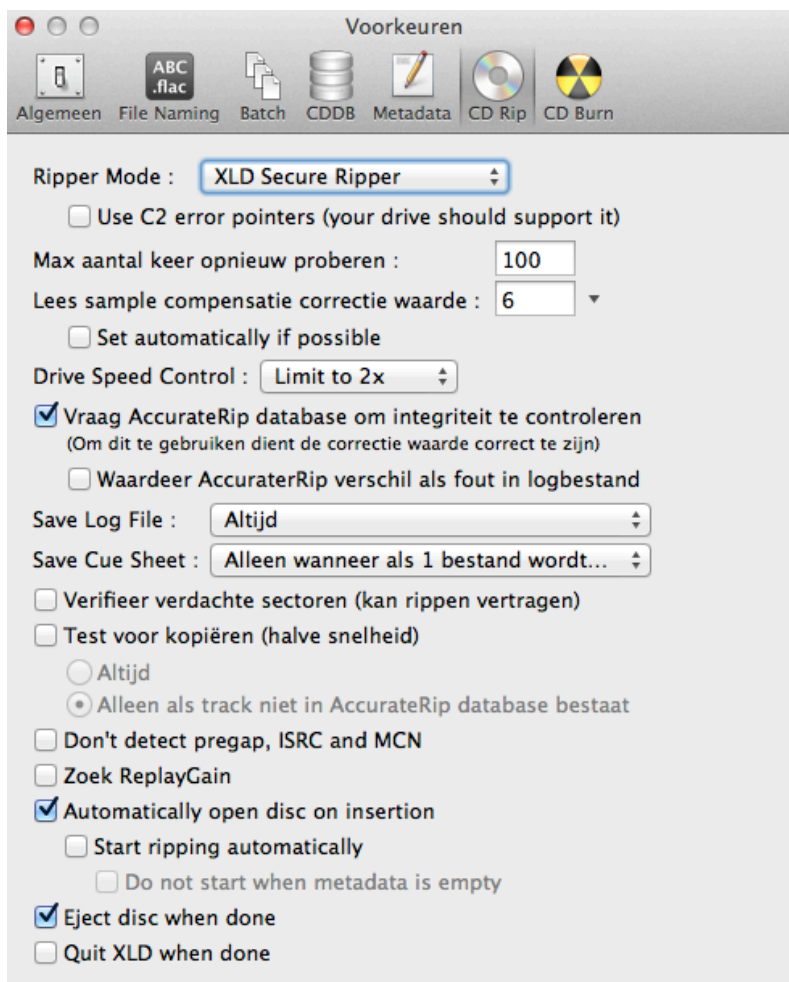 Voorkeuren
ABC
.flac
Algemeen File Naming Batch CDDB Metadata CD Rip CD Burn
Ripper Mode : XLD Secure Ripper
Use C2 error pointers (your drive should support it)
Max aantal keer opnieuw proberen : 100
Lees sample compensatie correctie waarde : 6
Set automatically if possible
Drive Speed Control : Limit to 2x
Vraag AccurateRip database om integriteit te controleren
(Om dit te gebruiken dient de correctie waarde correct te zijn)
Waardeer AccuraterRip verschil als fout in logbestand
Save Log File : Altijd
Save Cue Sheet : Alleen wanneer als 1 bestand wordt...
Verifieer verdachte sectoren (kan rippen vertragen)
Test voor kopiëren (halve snelheid)
Altijd
Alleen als track niet in AccurateRip database bestaat
Don't detect pregap, ISRC and MCN
Zoek ReplayGain
Automatically open disc on insertion
Start ripping automatically
Do not start when metadata is empty
Eject disc when done
Quit XLD when done